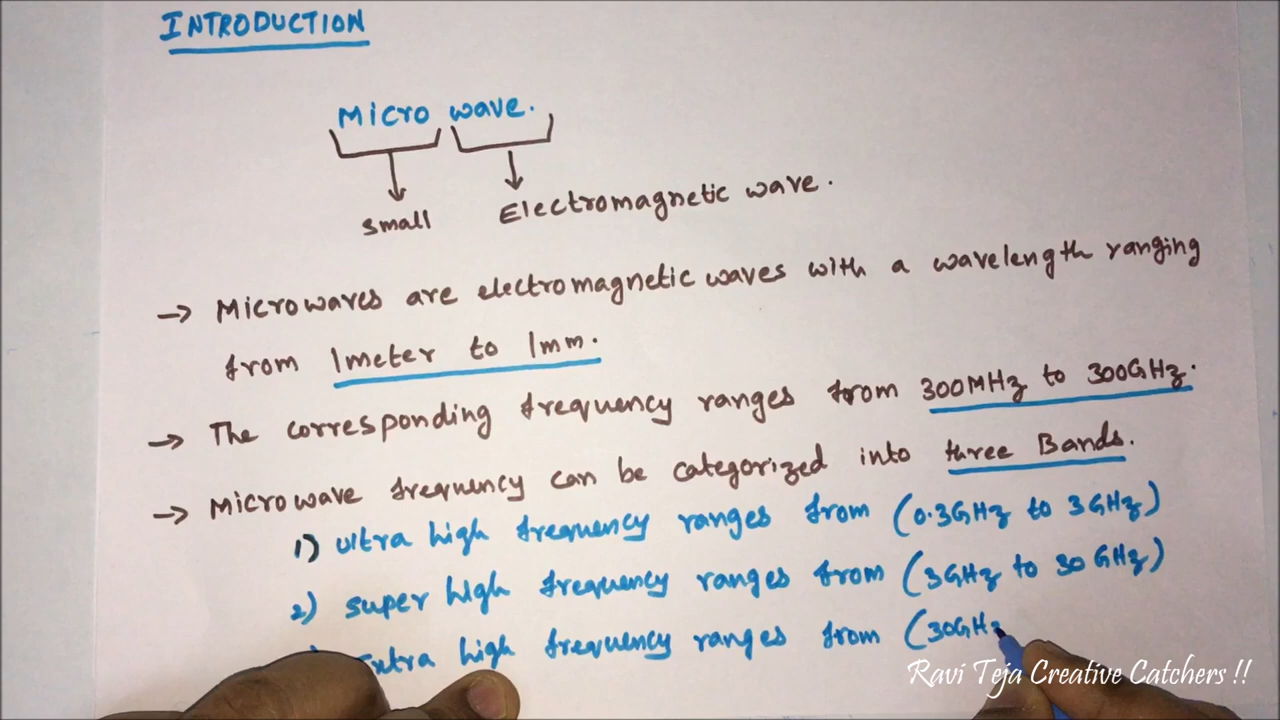 INTRODUCTION
Micro wave.
small Electromagnetic wave.
→ Microwaves are electromagnetic waves with a wavelength ranging
from 1meter to 1mm.
→ The corresponding frequency ranges from 300MHz to 300GHz.
→ Microwave frequency can be categorized into three Bands.
1) ultra high frequency ranges from (0.3GHz to 3GHz)
2) super high frequency ranges from (3GHz to 30GHz)
high frequency ranges from (30GHz
Ravi Teja Creative Catchers !!